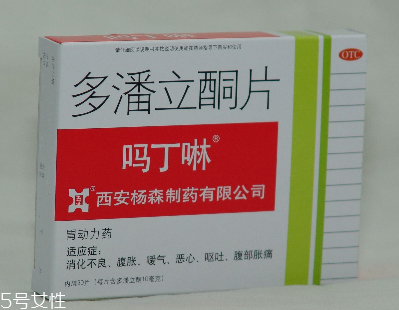 OTC
多潘立酮片
吗丁啉®
西安杨森制药有限公司
胃动力药
适应症:
消化不良、腹胀、嗳气、恶心、呕吐、腹部胀痛
5号女性